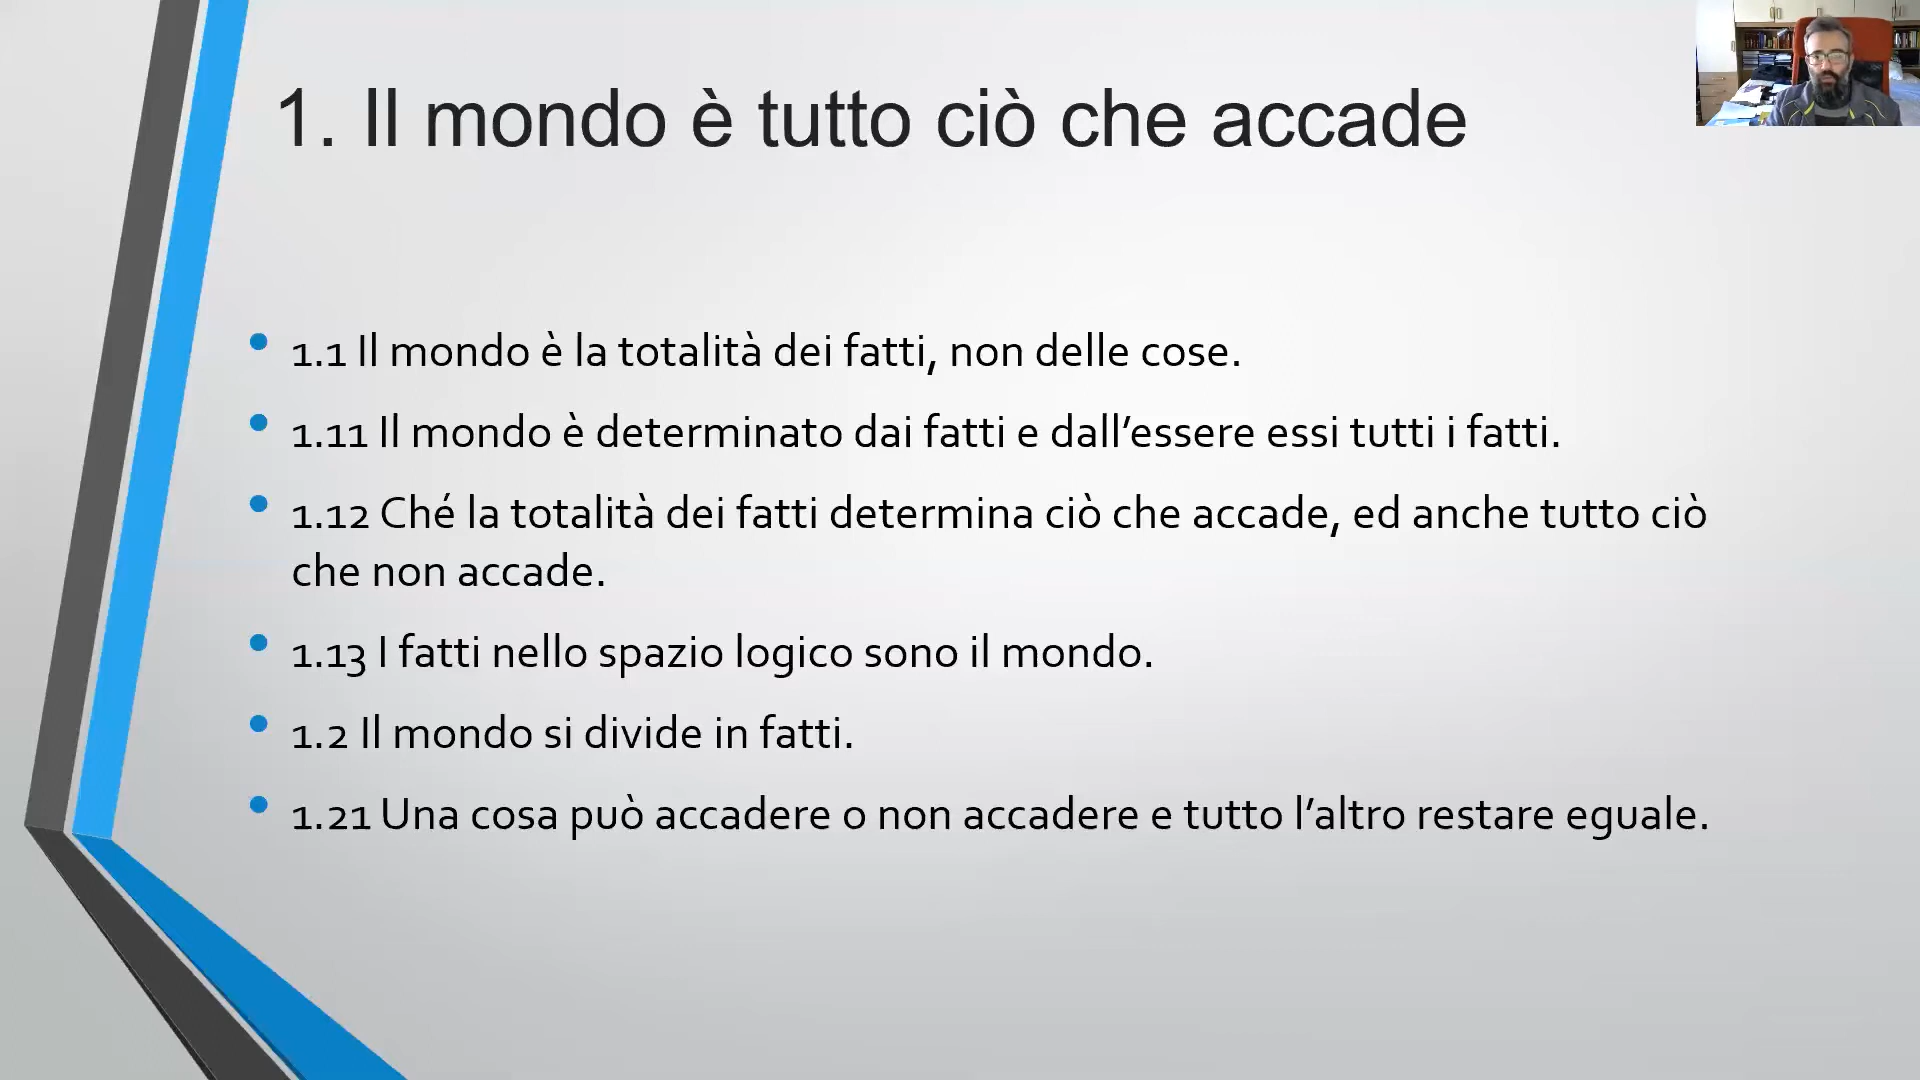 1. Il mondo è tutto ciò che accade
1.1 Il mondo è la totalità dei fatti, non delle cose.
1.11 Il mondo è determinato dai fatti e dall’essere essi tutti i fatti.
1.12 Ché la totalità dei fatti determina ciò che accade, ed anche tutto ciò
che non accade.
1.13 I fatti nello spazio logico sono il mondo.
1.2 Il mondo si divide in fatti.
1.21 Una cosa può accadere o non accadere e tutto l’altro restare eguale.